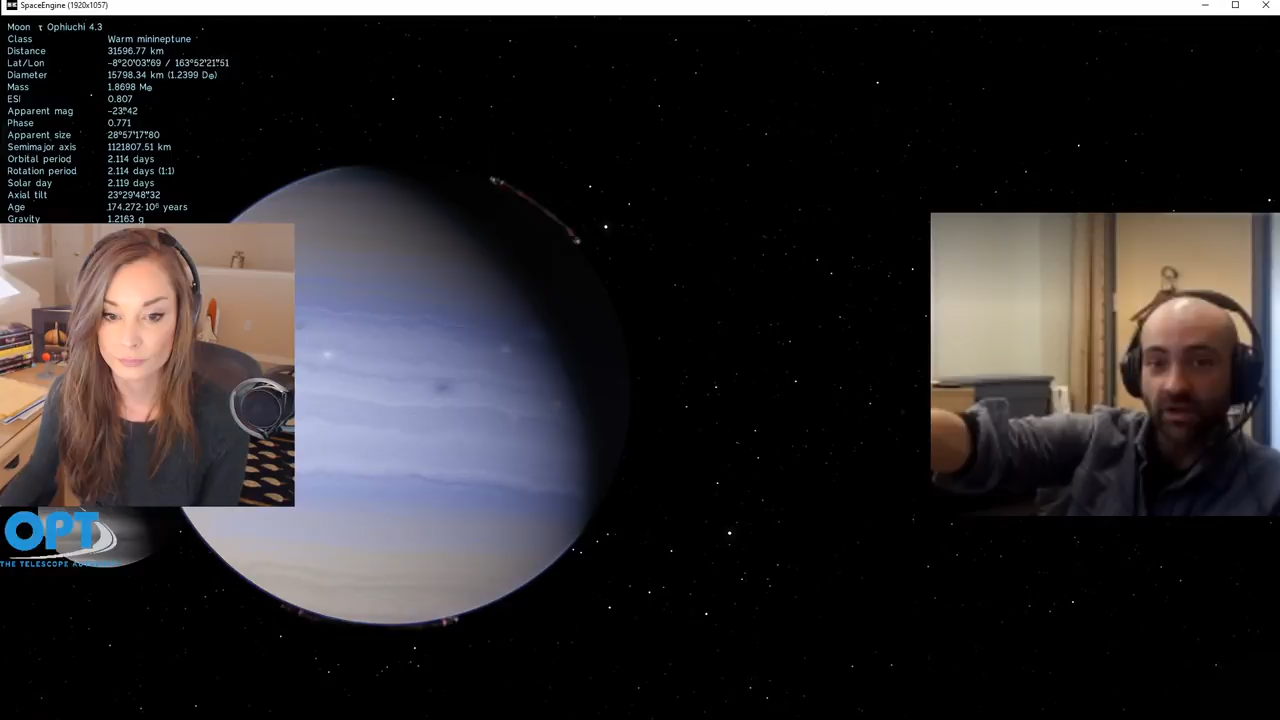 SpaceEngine (1920x1057)
Moon τ Ophiuchi 4.3
Class Warm minineptune
Distance 31596.77 km
Lat/Lon -8°20'03"69 / 163°52'21"51
Diameter 15798.34 km (1.2399 D⊕)
Mass 1.8698 M⊕
ESI 0.807
Apparent mag -23ᵐ42
Phase 0.771
Apparent size 28°57'17"80
Semimajor axis 1121807.51 km
Orbital period 2.114 days
Rotation period 2.114 days (1:1)
Solar day 2.119 days
Axial tilt 23°29'48"32
Age 174.272·10⁶ years
Gravity 1.2163 g
OPT
THE TELESCOPE